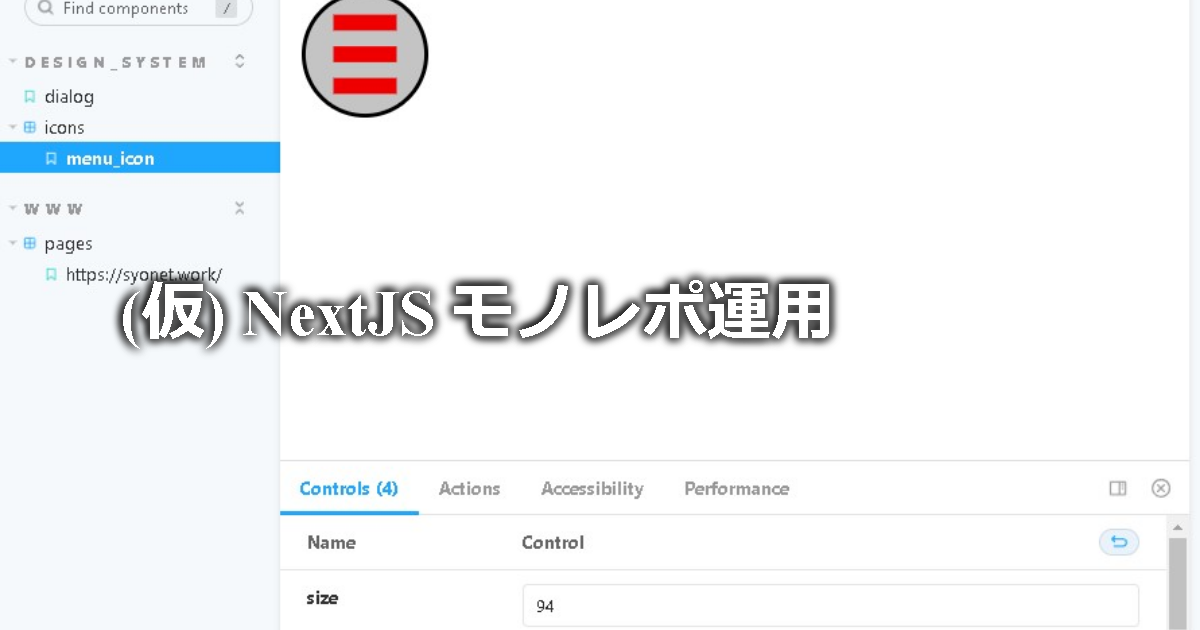 Find components /
DESIGN_SYSTEM
dialog
icons
menu_icon
WWW
pages
https://syonet.work/
(仮) NextJS モノレポ運用
Controls (4) Actions Accessibility Performance
Name Control
size 94